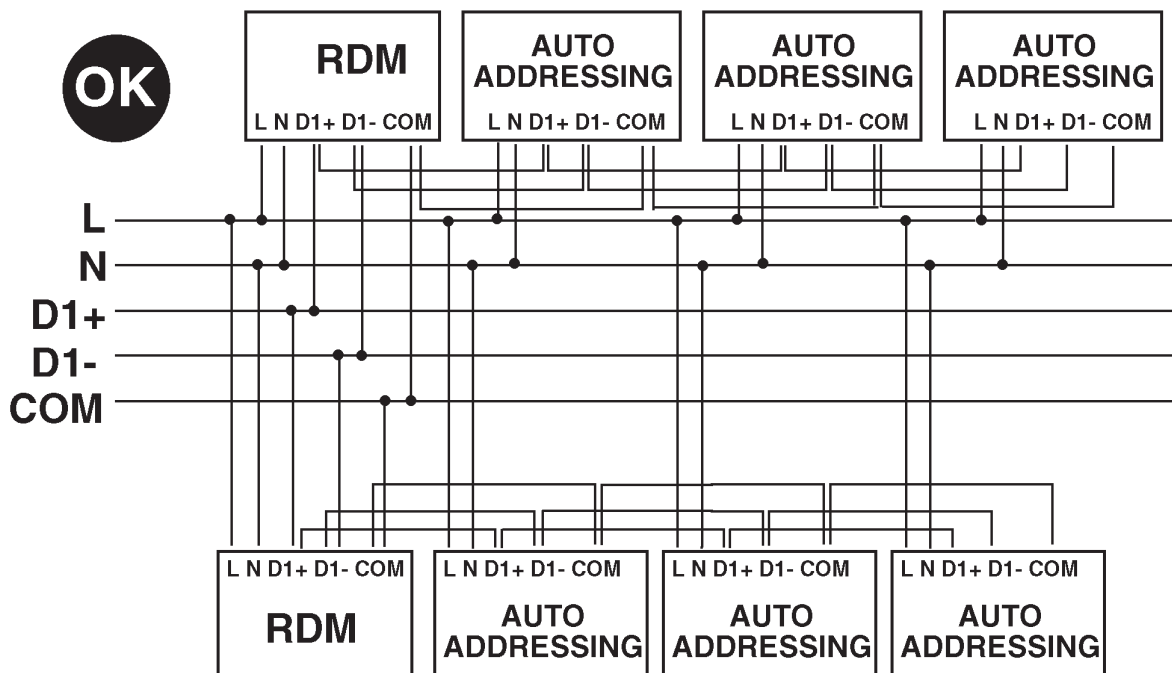 OK
RDM
L N D1+ D1- COM
AUTO
ADDRESSING
L N D1+ D1- COM
AUTO
ADDRESSING
L N D1+ D1- COM
AUTO
ADDRESSING
L N D1+ D1- COM
L
N
D1+
D1-
COM
L N D1+ D1- COM
RDM
L N D1+ D1- COM
AUTO
ADDRESSING
L N D1+ D1- COM
AUTO
ADDRESSING
L N D1+ D1- COM
AUTO
ADDRESSING